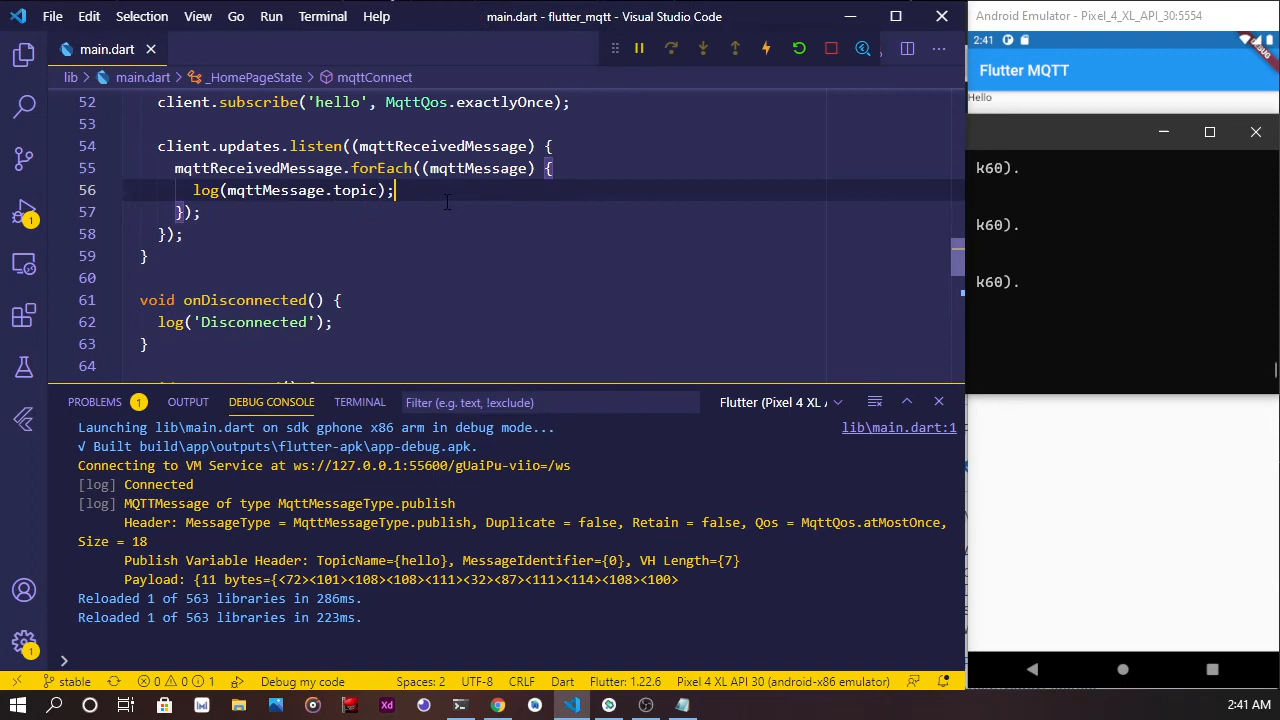 File Edit Selection View Go Run Terminal Help main.dart - flutter_mqtt - Visual Studio Code
Android Emulator - Pixel_4_XL_API_30:5554
main.dart
2:41
DEBUG
lib main.dart _HomePageState mqttConnect
Flutter MQTT
Hello
52 client.subscribe('hello', MqttQos.exactlyOnce);
53
54 client.updates.listen((mqttReceivedMessage) {
55 mqttReceivedMessage.forEach((mqttMessage) {
56 log(mqttMessage.topic);
57 });
58 });
59 }
60
61 void onDisconnected() {
62 log('Disconnected');
63 }
64
k60).
k60).
k60).
1
PROBLEMS 1 OUTPUT DEBUG CONSOLE TERMINAL Filter (e.g. text, !exclude) Flutter (Pixel 4 XL
Launching lib\main.dart on sdk gphone x86 arm in debug mode... lib\main.dart:1
√ Built build\app\outputs\flutter-apk\app-debug.apk.
Connecting to VM Service at ws://127.0.0.1:55600/gUaiPu-viio=/ws
[log] Connected
[log] MQTTMessage of type MqttMessageType.publish
Header: MessageType = MqttMessageType.publish, Duplicate = false, Retain = false, Qos = MqttQos.atMostOnce,
Size = 18
Publish Variable Header: TopicName={hello}, MessageIdentifier={0}, VH Length={7}
Payload: {11 bytes={<72><101><108><108><111><32><87><111><114><108><100>
Reloaded 1 of 563 libraries in 286ms.
Reloaded 1 of 563 libraries in 223ms.
1
stable 0 0 1 Debug my code Spaces: 2 UTF-8 CRLF Dart Flutter: 1.22.6 Pixel 4 XL API 30 (android-x86 emulator)
Xd
2:41 AM